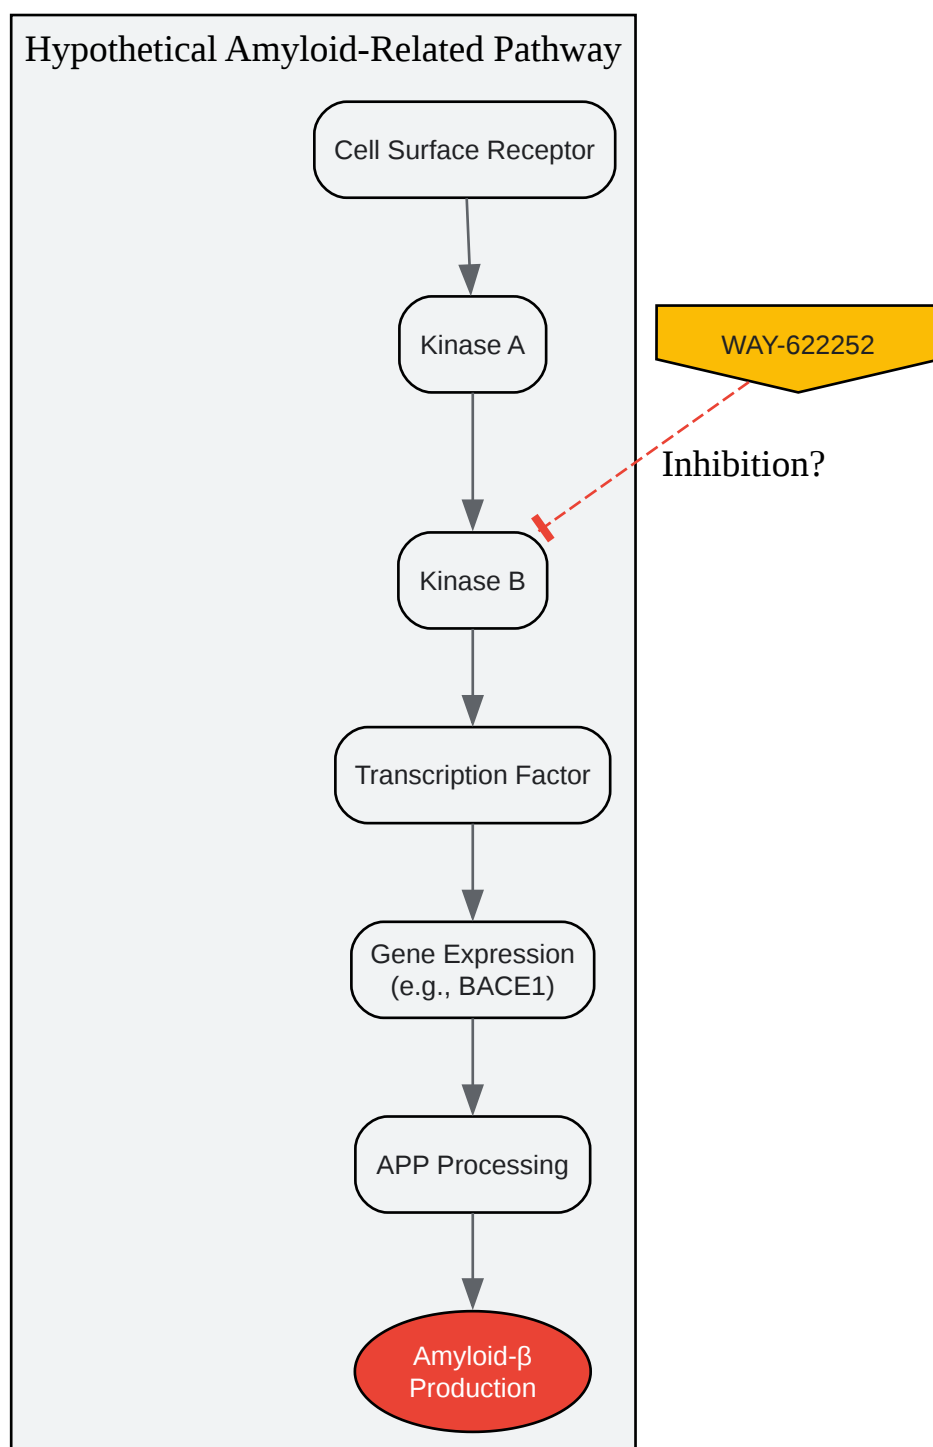 Hypothetical Amyloid-Related Pathway
Cell Surface Receptor
Kinase A
WAY-622252
Inhibition?
Kinase B
Transcription Factor
Gene Expression
(e.g., BACE1)
APP Processing
Amyloid-β
Production